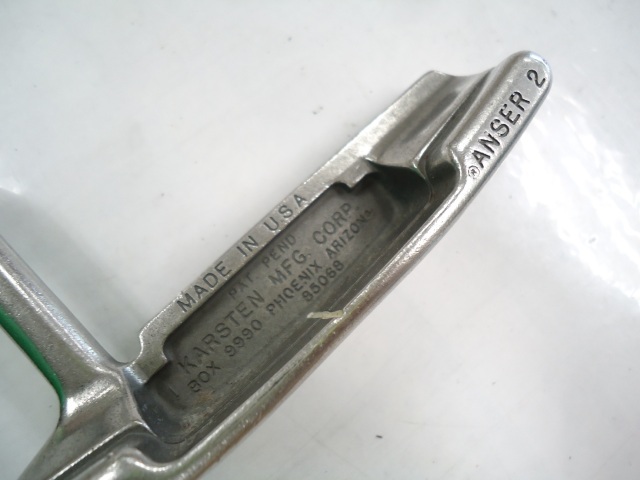 ®ANSER 2
MADE IN U.S.A
PAT PEND
KARSTEN MFG. CORP.
BOX 9990 PHOENIX ARIZONA
85068